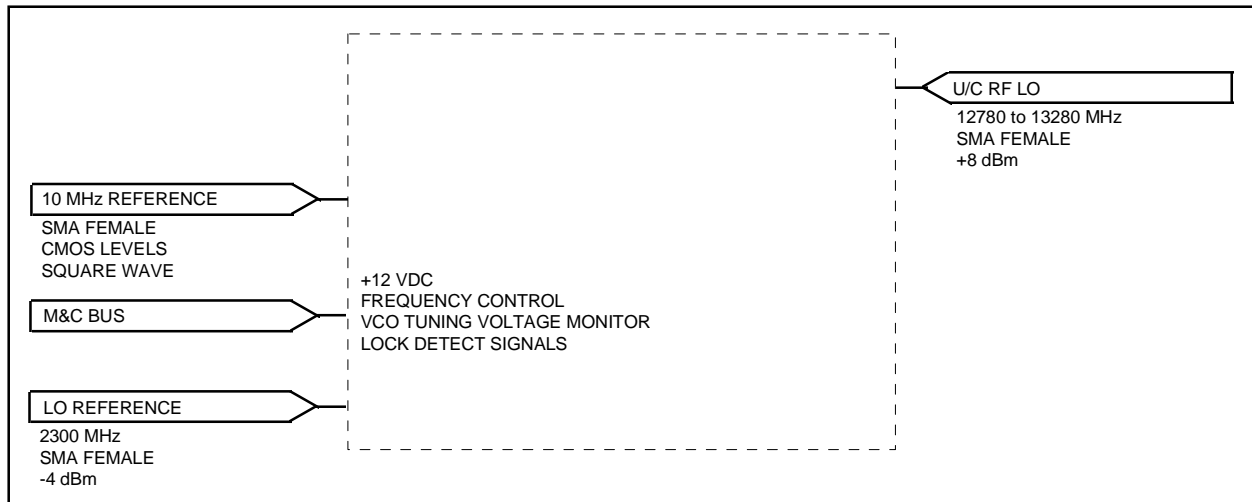 U/C RF LO
12780 to 13280 MHz
SMA FEMALE
+8 dBm
10 MHz REFERENCE
SMA FEMALE
CMOS LEVELS
SQUARE WAVE
M&C BUS
+12 VDC
FREQUENCY CONTROL
VCO TUNING VOLTAGE MONITOR
LOCK DETECT SIGNALS
LO REFERENCE
2300 MHz
SMA FEMALE
-4 dBm